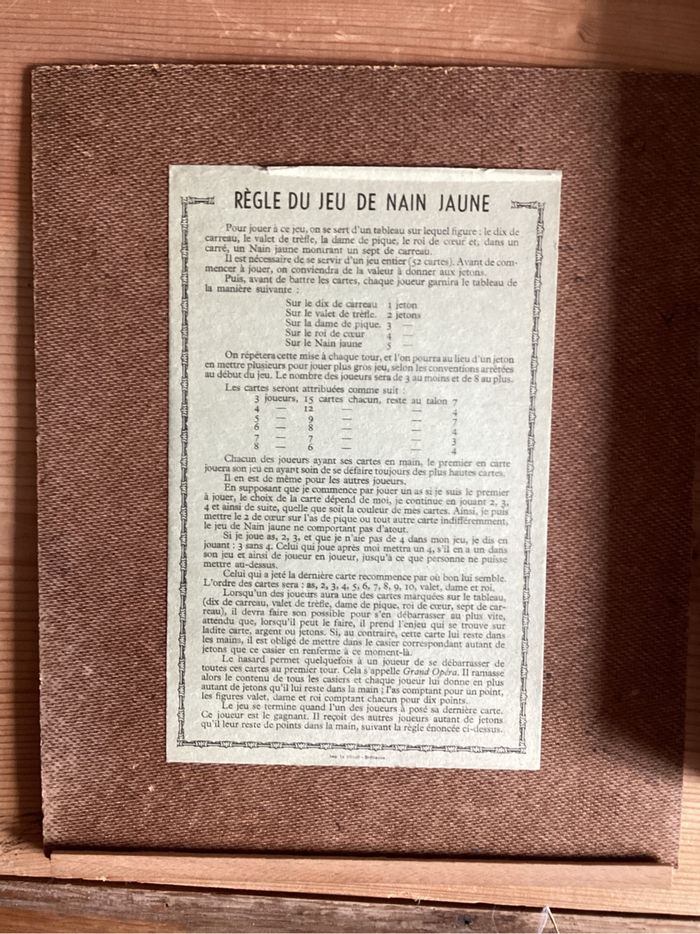 RÈGLE DU JEU DE NAIN JAUNE
Pour jouer à ce jeu, on se sert d'un tableau sur lequel figure : le dix de
carreau, le valet de trèfle, la dame de pique, le roi de cœur et, dans un
carré, un Nain jaune montrant un sept de carreau.
Il est nécessaire de se servir d'un jeu entier (52 cartes). Avant de com-
mencer à jouer, on conviendra de la valeur à donner aux jetons.
Puis, avant de battre les cartes, chaque joueur garnira le tableau de
la manière suivante :
Sur le dix de carreau 1 jeton
Sur le valet de trèfle. 2 jetons
Sur la dame de pique. 3 —
Sur le roi de cœur 4 —
Sur le Nain jaune 5 —
On répétera cette mise à chaque tour, et l'on pourra au lieu d'un jeton
en mettre plusieurs pour jouer plus gros jeu, selon les conventions arrêtées
au début du jeu. Le nombre des joueurs sera de 3 au moins et de 8 au plus.
Les cartes seront attribuées comme suit :
3 joueurs, 15 cartes chacun, reste au talon 7
4 — 12 — — 4
5 — 9 — — 7
6 — 8 — — 4
7 — 7 — — 3
8 — 6 — — 4
Chacun des joueurs ayant ses cartes en main, le premier en carte
jouera son jeu en ayant soin de se défaire toujours des plus hautes cartes.
Il en est de même pour les autres joueurs.
En supposant que je commence par jouer un as si je suis le premier
à jouer, le choix de la carte dépend de moi, je continue en jouant 2, 3,
4 et ainsi de suite, quelle que soit la couleur de mes cartes. Ainsi, je puis
mettre le 2 de cœur sur l'as de pique ou tout autre carte indifféremment,
le jeu de Nain jaune ne comportant pas d'atout.
Si je joue as, 2, 3, et que je n'aie pas de 4 dans mon jeu, je dis en
jouant : 3 sans 4. Celui qui joue après moi mettra un 4, s'il en a un dans
son jeu et ainsi de joueur en joueur, jusqu'à ce que personne ne puisse
mettre au-dessus.
Celui qui a jeté la dernière carte recommence par où bon lui semble.
L'ordre des cartes sera : as, 2, 3, 4, 5, 6, 7, 8, 9, 10, valet, dame et roi.
Lorsqu'un des joueurs aura une des cartes marquées sur le tableau,
(dix de carreau, valet de trèfle, dame de pique, roi de cœur, sept de car-
reau), il devra faire son possible pour s'en débarrasser au plus vite,
attendu que, lorsqu'il peut le faire, il prend l'enjeu qui se trouve sur
ladite carte, argent ou jetons. Si, au contraire, cette carte lui reste dans
les mains, il est obligé de mettre dans le casier correspondant autant de
jetons que ce casier en renferme à ce moment-là.
Le hasard permet quelquefois à un joueur de se débarrasser de
toutes ces cartes au premier tour. Cela s'appelle Grand Opéra. Il ramasse
alors le contenu de tous les casiers et chaque joueur lui donne en plus
autant de jetons qu'il lui reste dans la main ; l'as comptant pour un point,
les figures valet, dame et roi comptant chacun pour dix points.
Le jeu se termine quand l'un des joueurs à posé sa dernière carte.
Ce joueur est le gagnant. Il reçoit des autres joueurs autant de jetons
qu'il leur reste de points dans la main, suivant la règle énoncée ci-dessus.